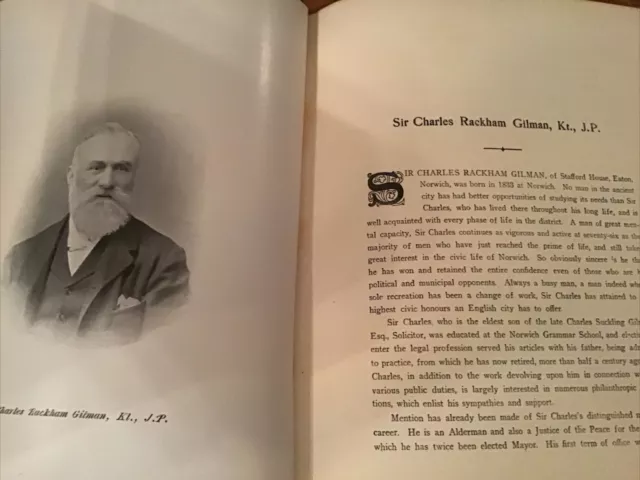 Charles Rackham Gilman, Kt., J.P.
Sir Charles Rackham Gilman, Kt., J.P.
SIR CHARLES RACKHAM GILMAN, of Stafford House, Eaton,
Norwich, was born in 1833 at Norwich. No man in the ancient
city has had better opportunities of studying its needs than Sir
Charles, who has lived there throughout his long life, and is
well acquainted with every phase of life in the district. A man of great men-
tal capacity, Sir Charles continues as vigorous and active at seventy-six as the
majority of men who have just reached the prime of life, and still takes
great interest in the civic life of Norwich. So obviously sincere is he tha
he has won and retained the entire confidence even of those who are h
political and municipal opponents. Always a busy man, a man indeed who
sole recreation has been a change of work, Sir Charles has attained to
highest civic honours an English city has to offer.
Sir Charles, who is the eldest son of the late Charles Suckling Gil
Esq., Solicitor, was educated at the Norwich Grammar School, and
enter the legal profession served his articles with his father, being
to practice, from which he has now retired, more than half a century ag
Charles, in addition to the work devolving upon him in connection w
various public duties, is largely interested in numerous philanthropic
tions, which enlist his sympathies and support.
Mention has already been made of Sir Charles's distinguished
career. He is an Alderman and also a Justice of the Peace for the
which he has twice been elected Mayor. His first term of office w